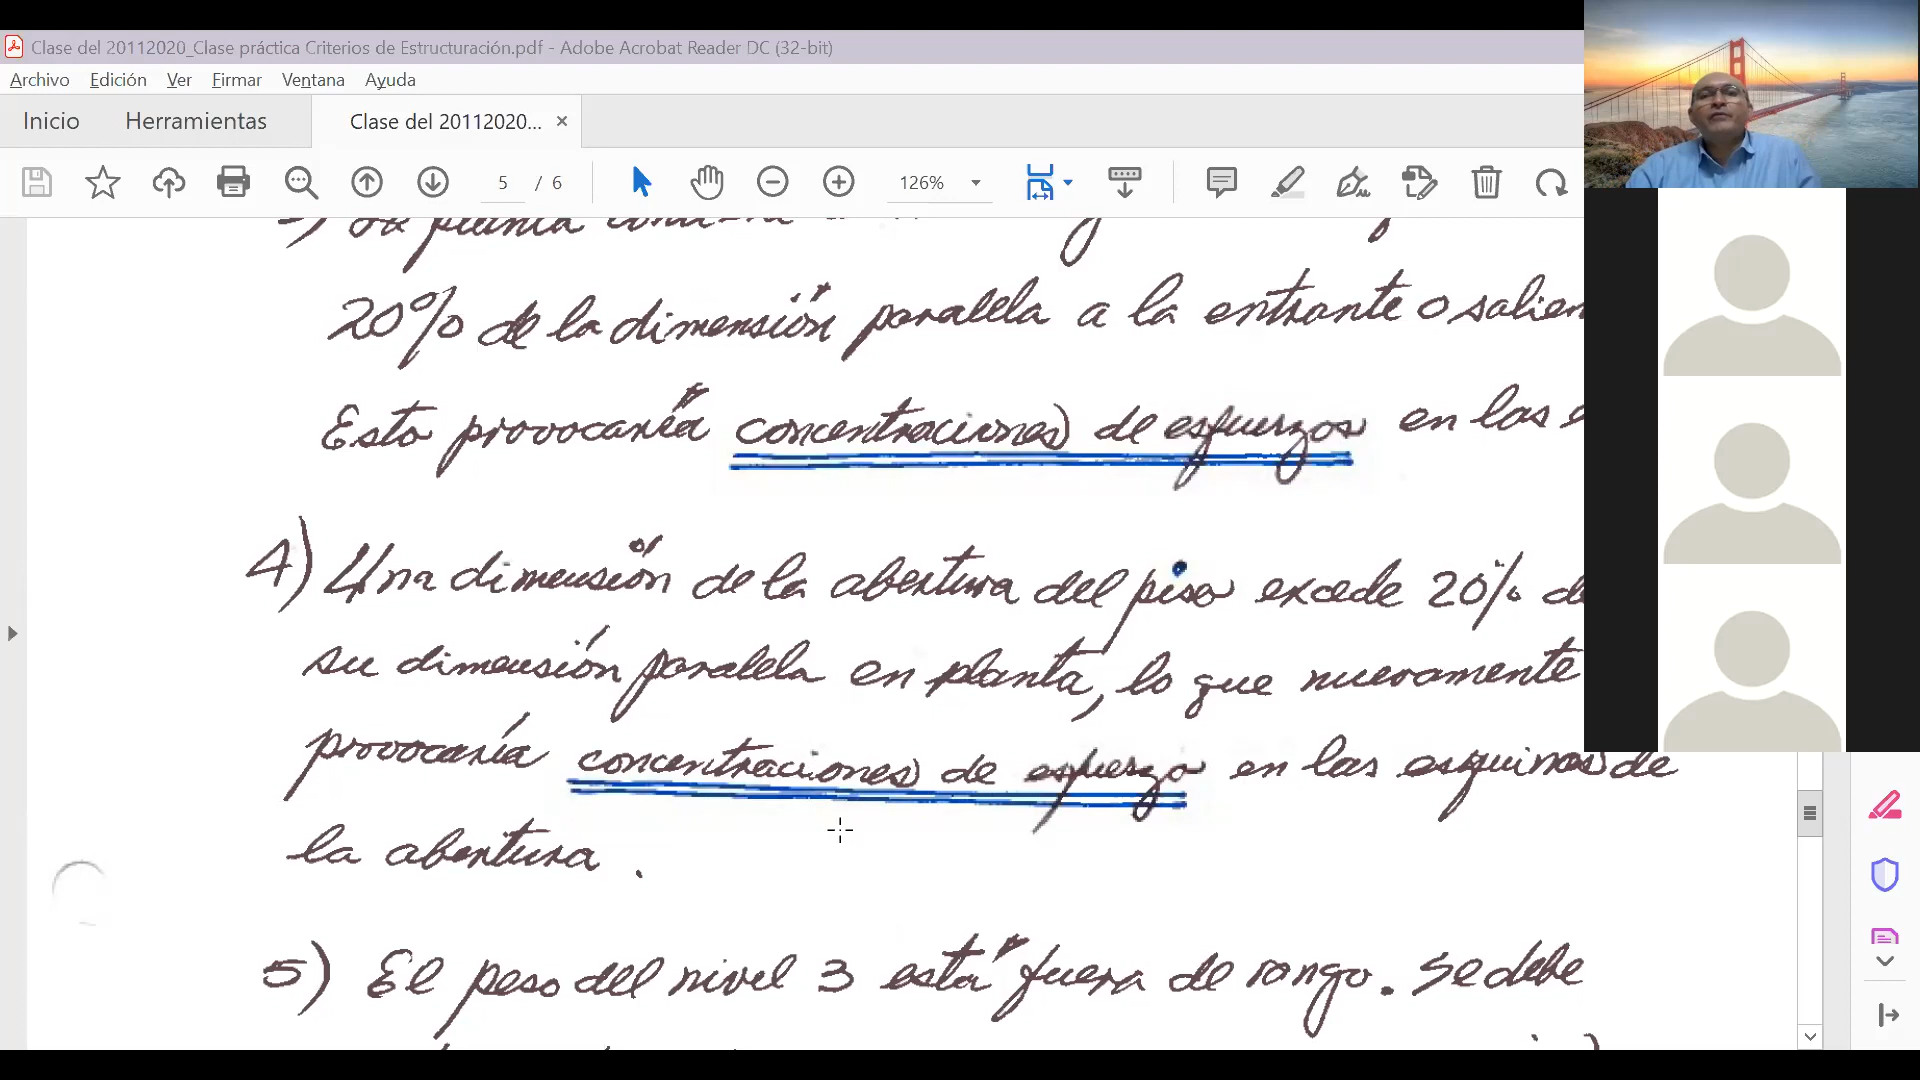 Clase del 20112020_Clase práctica Criterios de Estructuración.pdf - Adobe Acrobat Reader DC (32-bit)
Archivo Edición Ver Firmar Ventana Ayuda
Inicio Herramientas Clase del 20112020... ×
5 / 6 126%
La planta
20% de la dimensión paralela a la entrante o salien
Esto provocaría concentraciones de esfuerzos en las e
4) Una dimensión de la abertura del piso excede 20% de
su dimensión paralela en planta, lo que nuevamente
provocaría concentraciones de esfuerzo en las esquinas de
la abertura.
5) El peso del nivel 3 está fuera de rango. Se debe